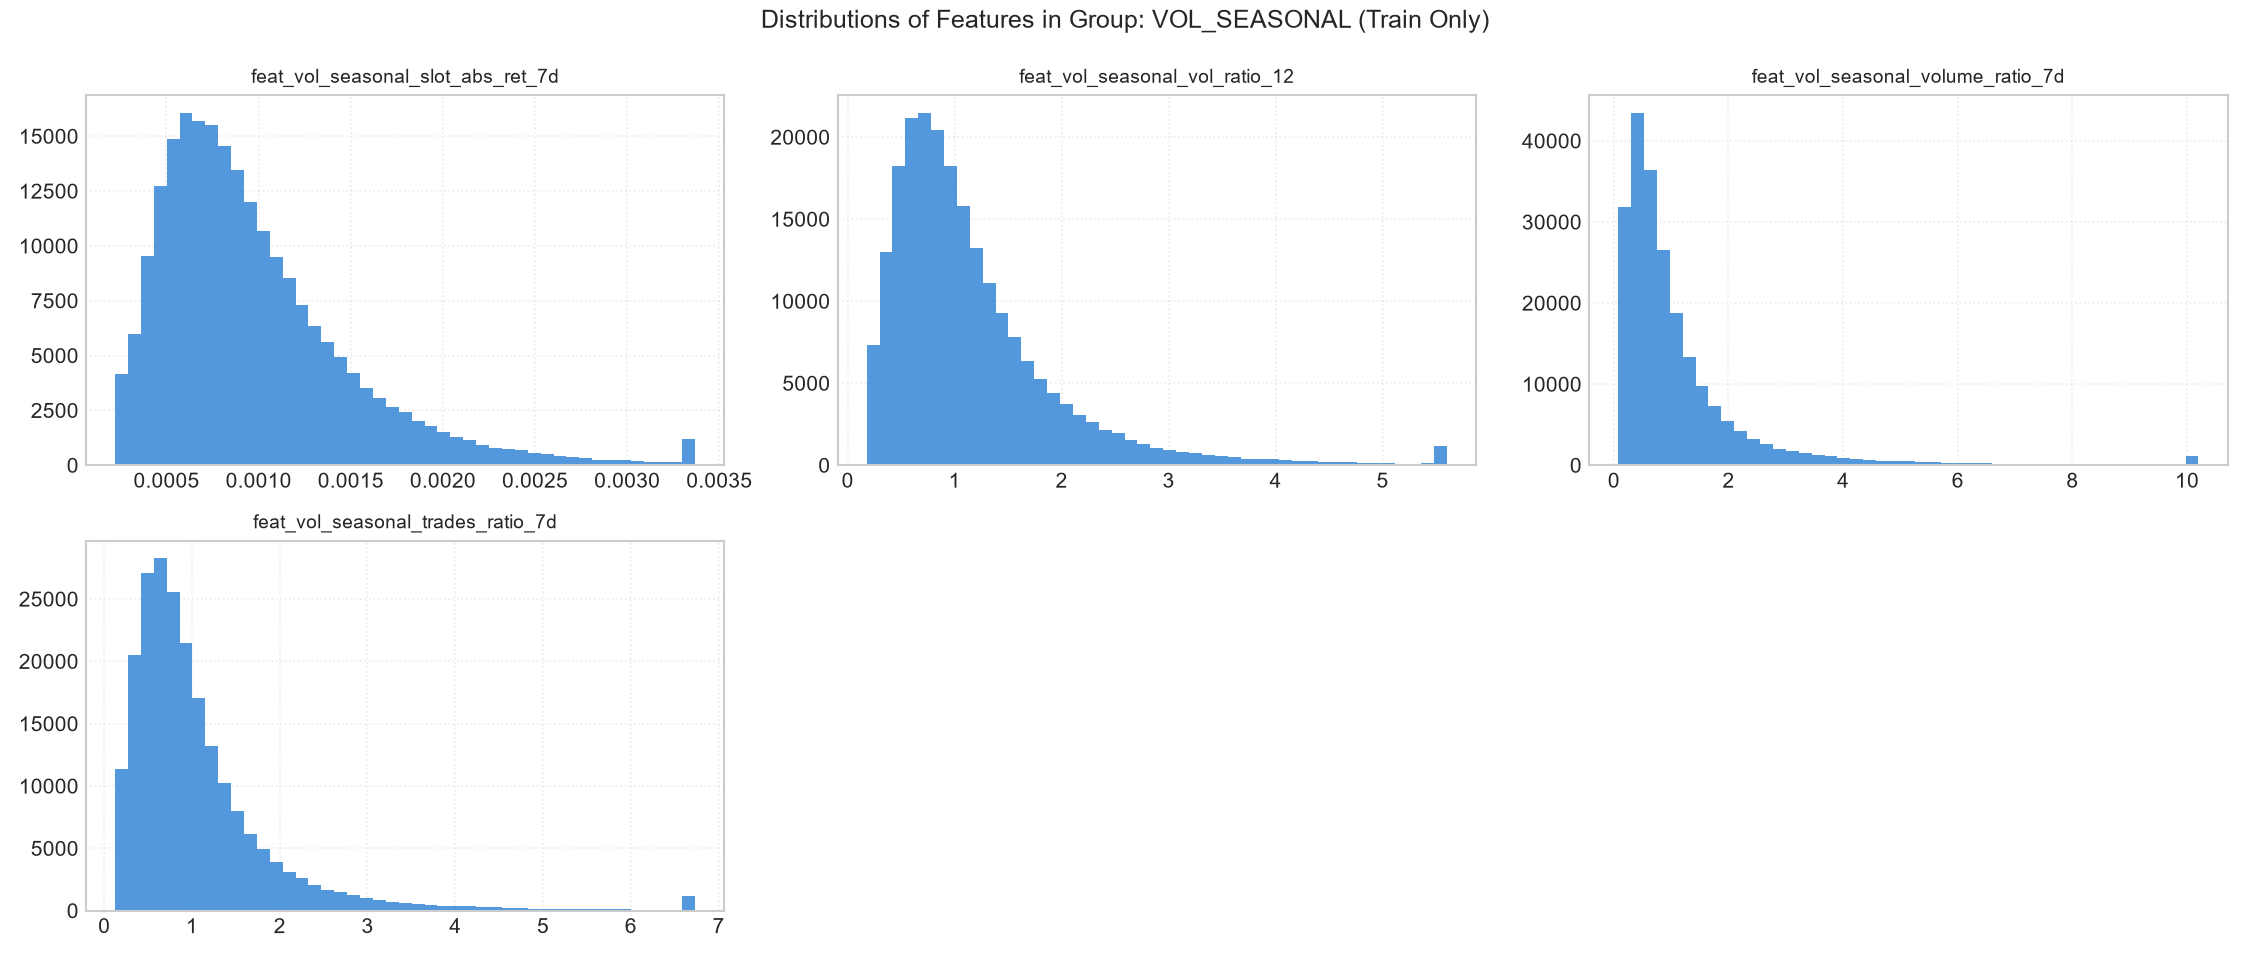 Distributions of Features in Group: VOL_SEASONAL (Train Only)
feat_vol_seasonal_slot_abs_ret_7d
15000
12500
10000
7500
5000
2500
0
0.0005 0.0010 0.0015 0.0020 0.0025 0.0030 0.0035
feat_vol_seasonal_vol_ratio_12
20000
15000
10000
5000
0
0 1 2 3 4 5
feat_vol_seasonal_volume_ratio_7d
40000
30000
20000
10000
0
0 2 4 6 8 10
feat_vol_seasonal_trades_ratio_7d
25000
20000
15000
10000
5000
0
0 1 2 3 4 5 6 7